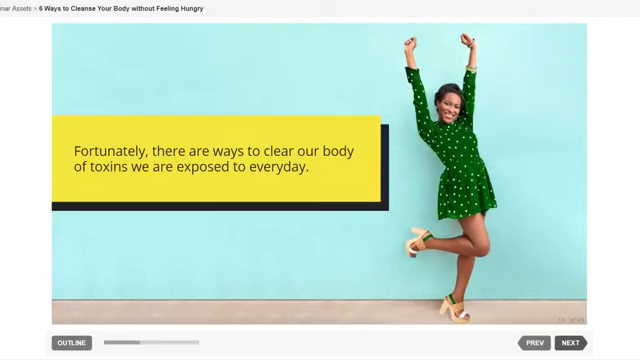 nar Assets > 6 Ways to Cleanse Your Body without Feeling Hungry
Fortunately, there are ways to clear our body
of toxins we are exposed to everyday.
OUTLINE
PREV
NEXT